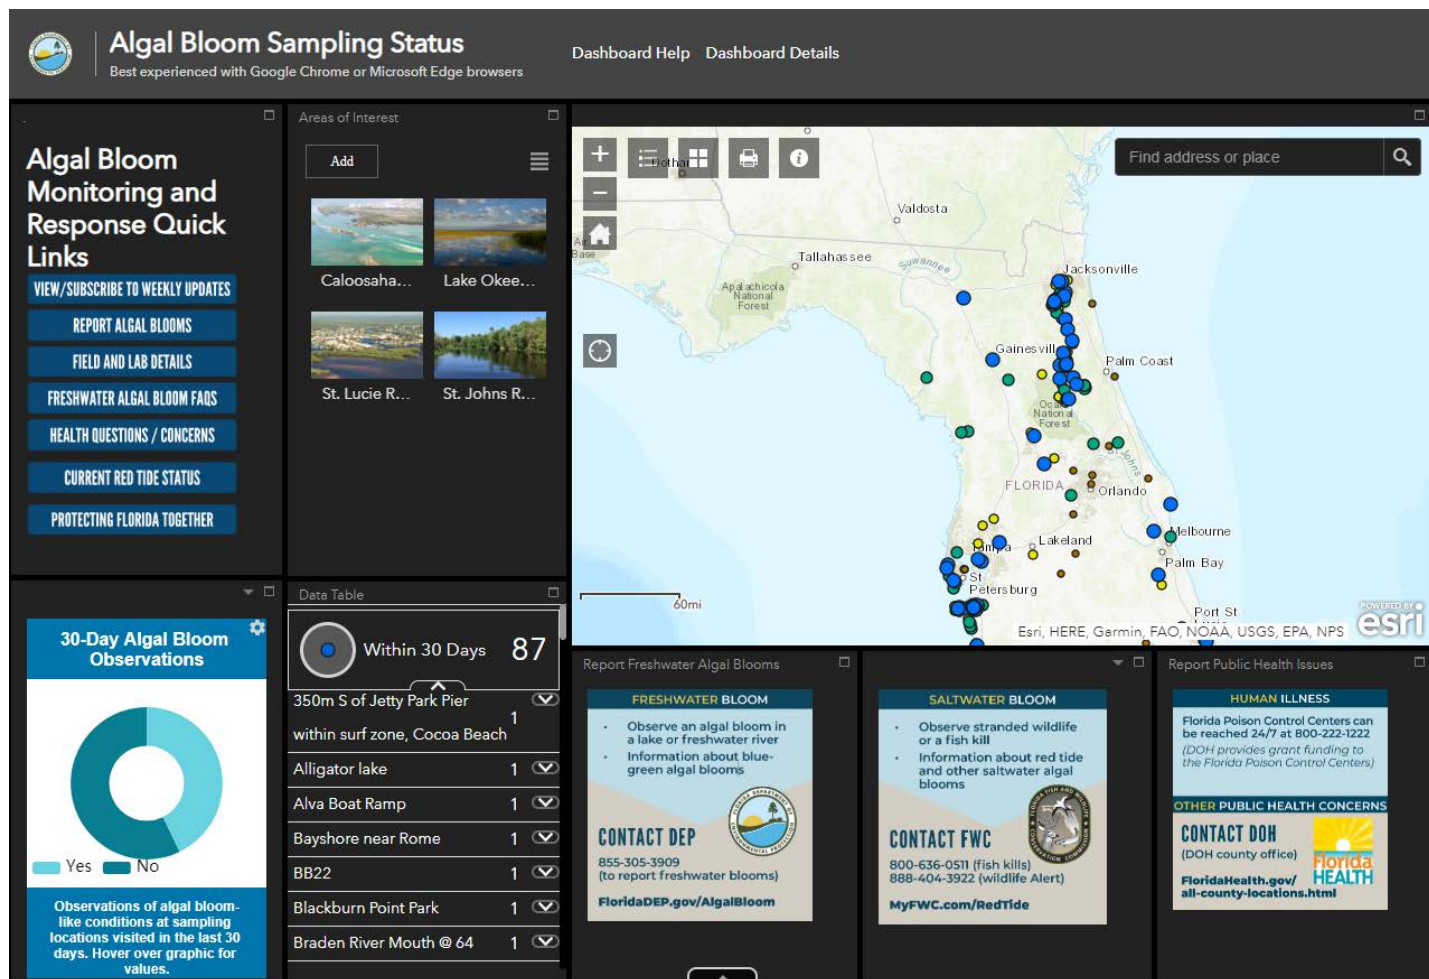 Algal Bloom Sampling Status
Best experienced with Google Chrome or Microsoft Edge browsers
Dashboard Help
Dashboard Details
Algal Bloom
Monitoring and
Response Quick
Links
VIEW/SUBSCRIBE TO WEEKLY UPDATES
REPORT ALGAL BLOOMS
FIELD AND LAB DETAILS
FRESHWATER ALGAL BLOOM FAQS
HEALTH QUESTIONS / CONCERNS
CURRENT RED TIDE STATUS
PROTECTING FLORIDA TOGETHER
Areas of Interest
Add
Caloosaha...
Lake Okee...
St. Lucie R...
St. Johns R...
Find address or place
Valdosta
Tallahassee
Suwannee
Jacksonville
Apalachicola
National
Forest
Gainesvill
Palm Coast
Ocala
National
Forest
St Johns
FLORIDA
Orlando
Melbourne
Lakeland
Tampa
Palm Bay
St
Petersburg
60mi
Port St
Esri, HERE, Garmin, FAO, NOAA, USGS, EPA, NPS
POWERED BY
esri
30-Day Algal Bloom
Observations
Yes
No
Observations of algal bloom-
like conditions at sampling
locations visited in the last 30
days. Hover over graphic for
values.
Data Table
Within 30 Days 87
350m S of Jetty Park Pier
within surf zone, Cocoa Beach 1
Alligator lake 1
Alva Boat Ramp 1
Bayshore near Rome 1
BB22 1
Blackburn Point Park 1
Braden River Mouth @ 64 1
Report Freshwater Algal Blooms
FRESHWATER BLOOM
• Observe an algal bloom in
a lake or freshwater river
• Information about blue-
green algal blooms
CONTACT DEP
855-305-3909
(to report freshwater blooms)
FloridaDEP.gov/AlgalBloom
SALTWATER BLOOM
• Observe stranded wildlife
or a fish kill
• Information about red tide
and other saltwater algal
blooms
CONTACT FWC
800-636-0511 (fish kills)
888-404-3922 (wildlife Alert)
MyFWC.com/RedTide
Report Public Health Issues
HUMAN ILLNESS
Florida Poison Control Centers can
be reached 24/7 at 800-222-1222
(DOH provides grant funding to
the Florida Poison Control Centers)
OTHER PUBLIC HEALTH CONCERNS
CONTACT DOH
(DOH county office)
FloridaHealth.gov/
all-county-locations.html
Florida
HEALTH